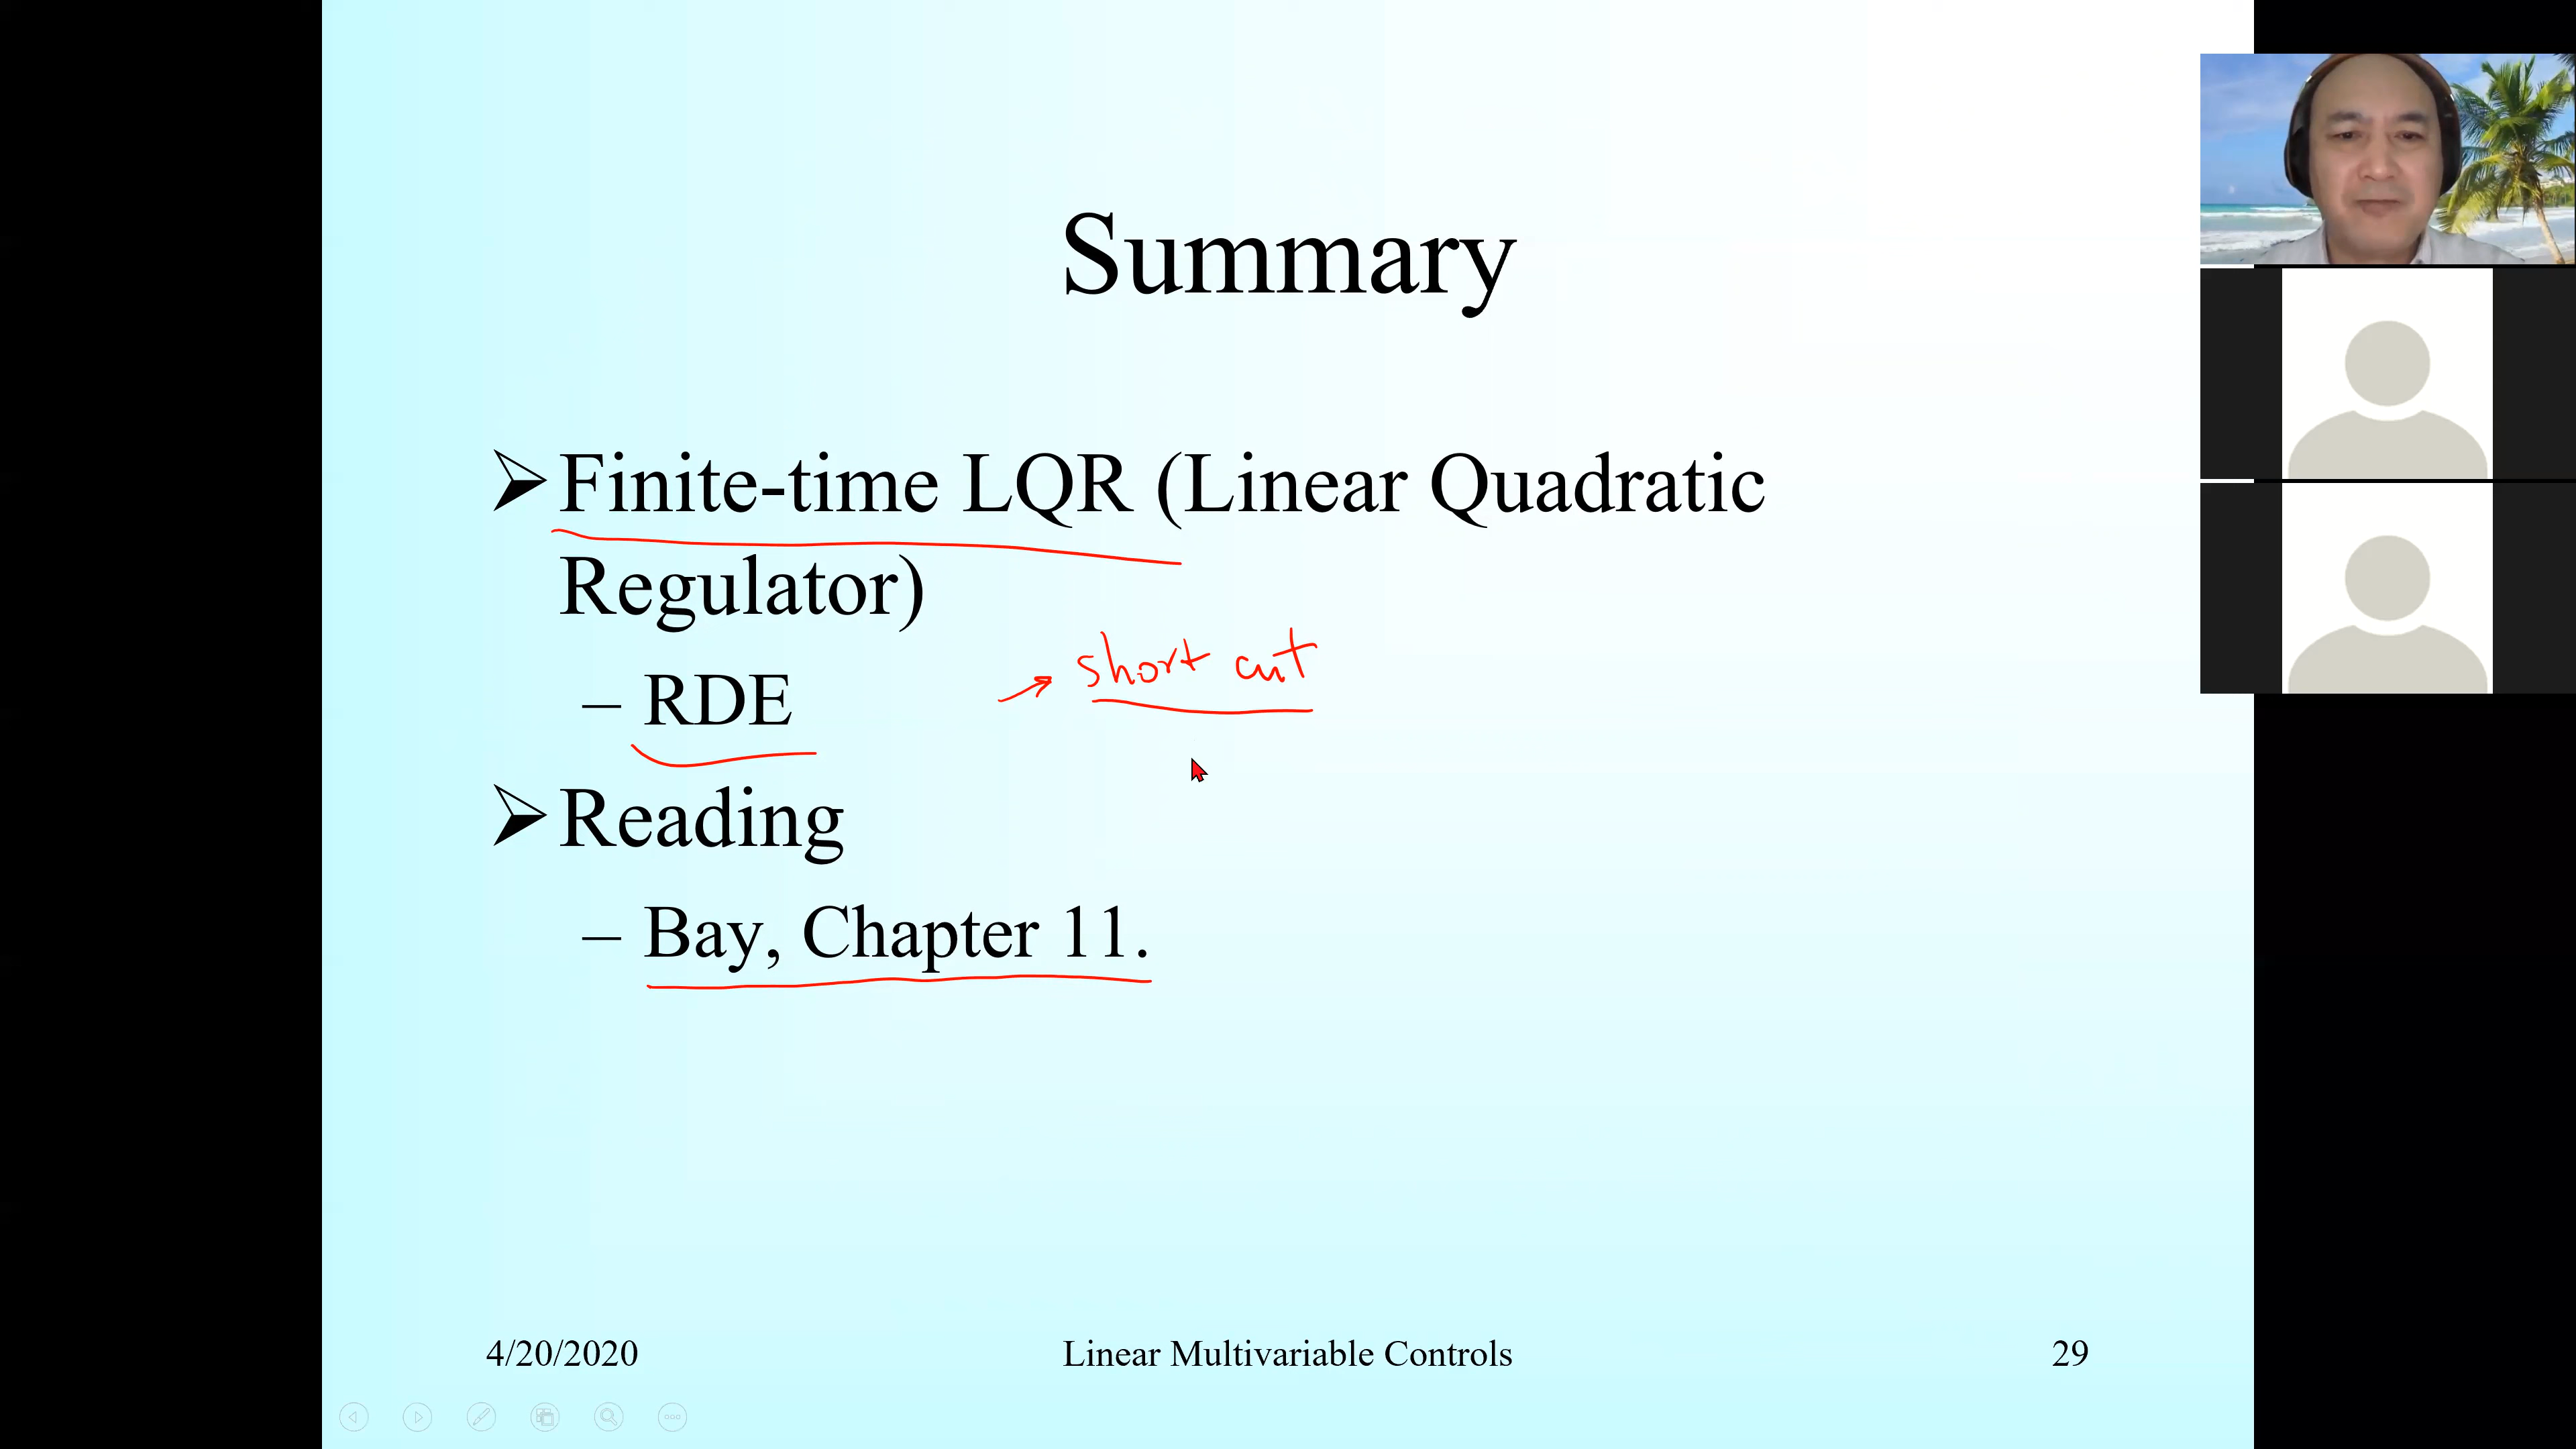 Summary
➢Finite-time LQR (Linear Quadratic
Regulator)
short cut
– RDE
➢Reading
– Bay, Chapter 11.
4/20/2020 Linear Multivariable Controls 29